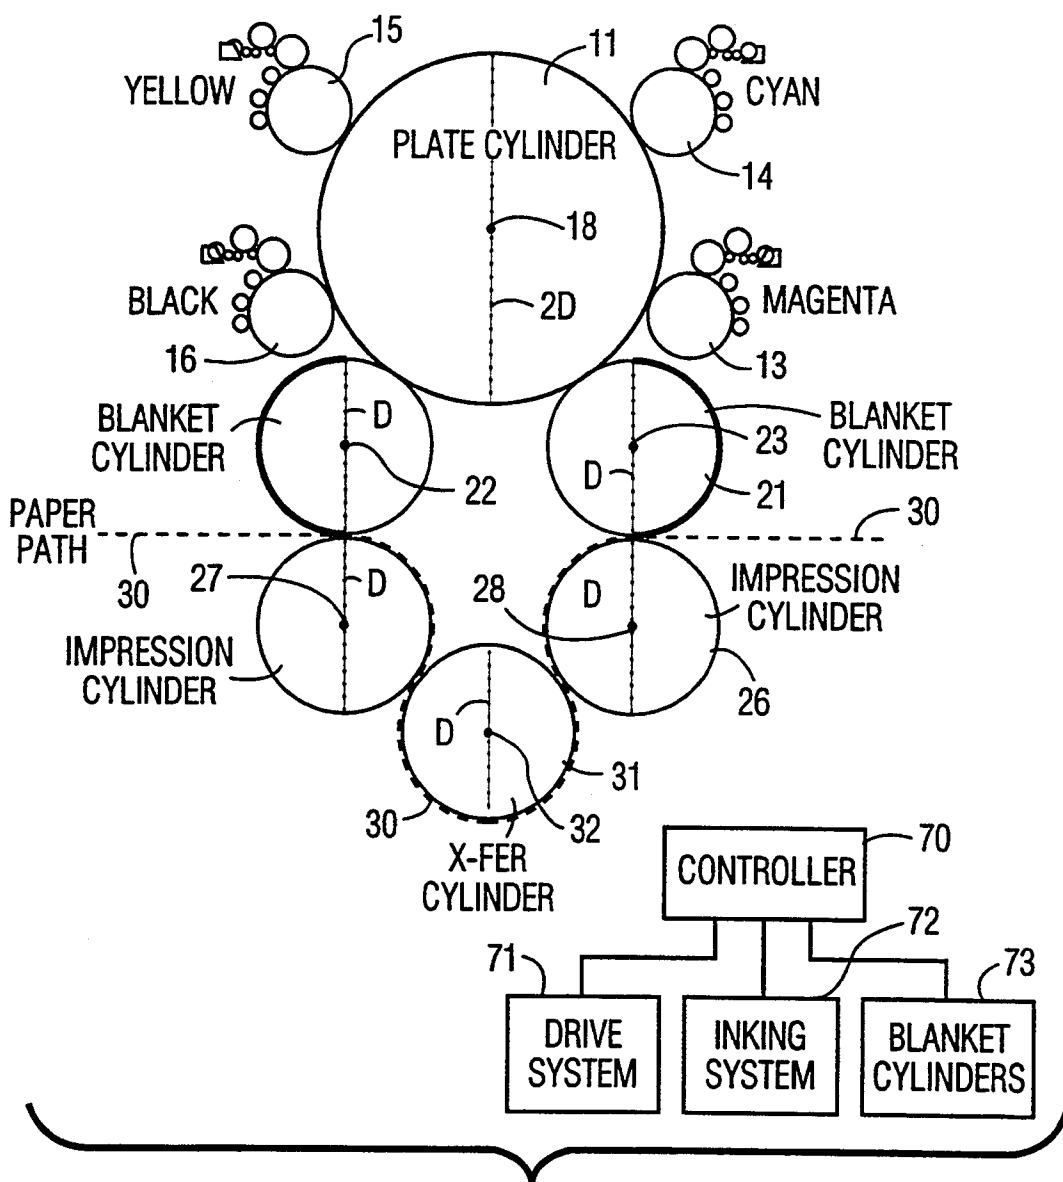 15
11
YELLOW
CYAN
PLATE CYLINDER
14
18
BLACK
2D
MAGENTA
16
13
BLANKET
CYLINDER
D
22
23
D
BLANKET
CYLINDER
21
PAPER
PATH
30
30
27
D
28
D
IMPRESSION
CYLINDER
IMPRESSION
CYLINDER
26
D
31
30
32
X-FER
CYLINDER
70
CONTROLLER
72
71
73
DRIVE
SYSTEM
INKING
SYSTEM
BLANKET
CYLINDERS